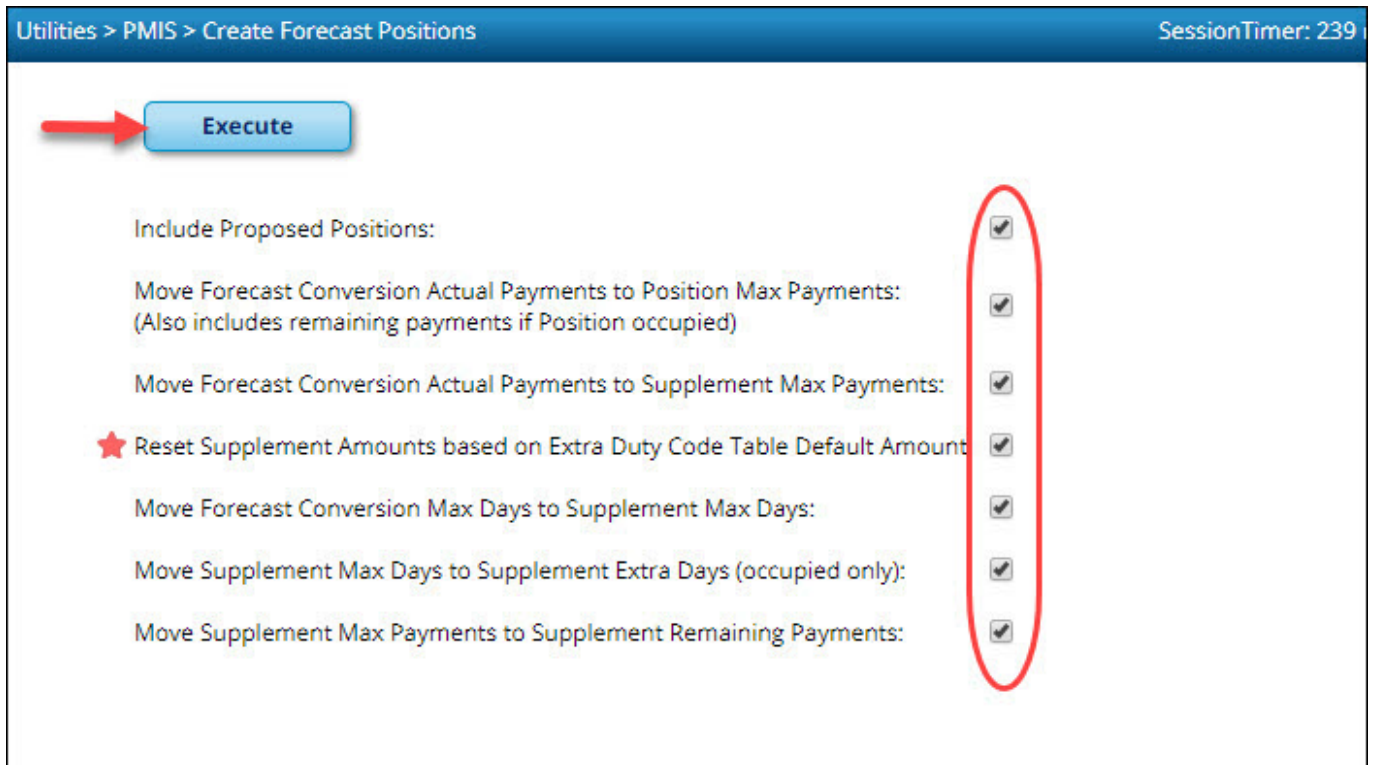 Utilities > PMIS > Create Forecast Positions
SessionTimer: 239
Execute
Include Proposed Positions:
Move Forecast Conversion Actual Payments to Position Max Payments:
(Also includes remaining payments if Position occupied)
Move Forecast Conversion Actual Payments to Supplement Max Payments:
Reset Supplement Amounts based on Extra Duty Code Table Default Amount
Move Forecast Conversion Max Days to Supplement Max Days:
Move Supplement Max Days to Supplement Extra Days (occupied only):
Move Supplement Max Payments to Supplement Remaining Payments: